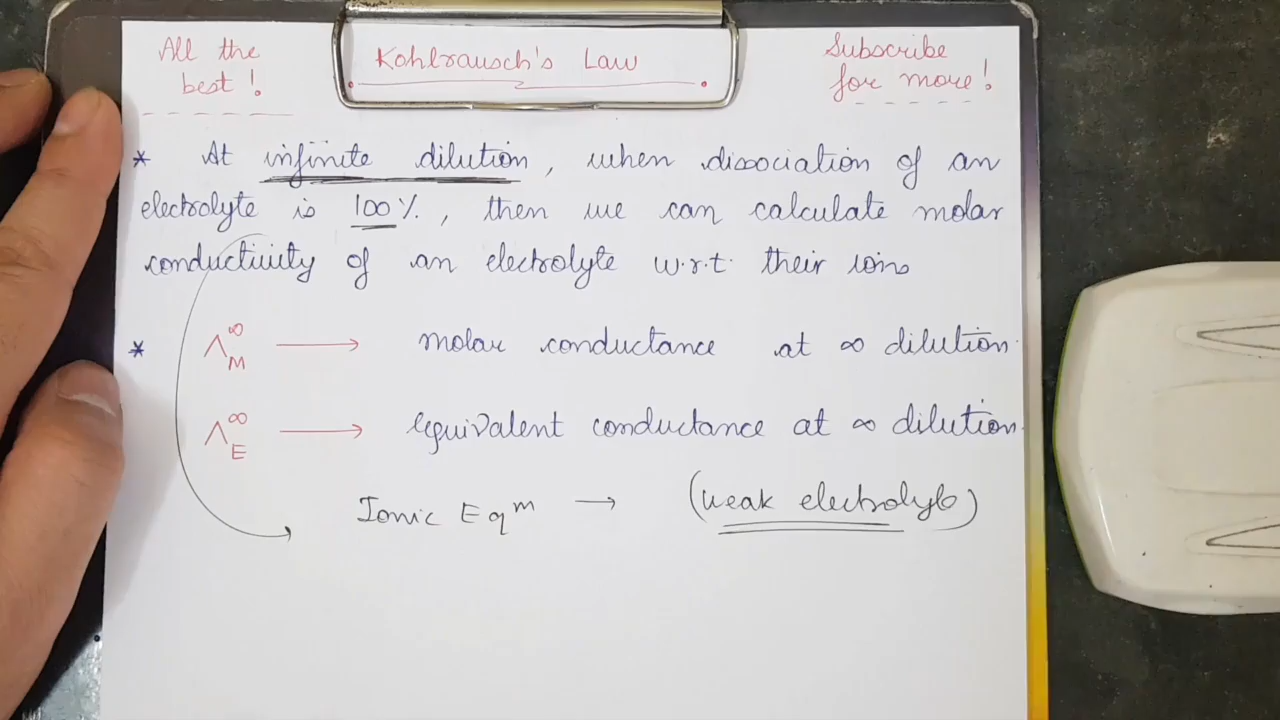 All the
best !
Kohlrausch's Law
Subscribe
for more !
* At infinite dilution, when dissociation of an
electrolyte is 100%, then we can calculate molar
conductivity of an electrolyte w.r.t. their ions
* Λ∞M → molar conductance at ∞ dilution.
Λ∞E → equivalent conductance at ∞ dilution.
Ionic Eqm → (weak electrolyte)